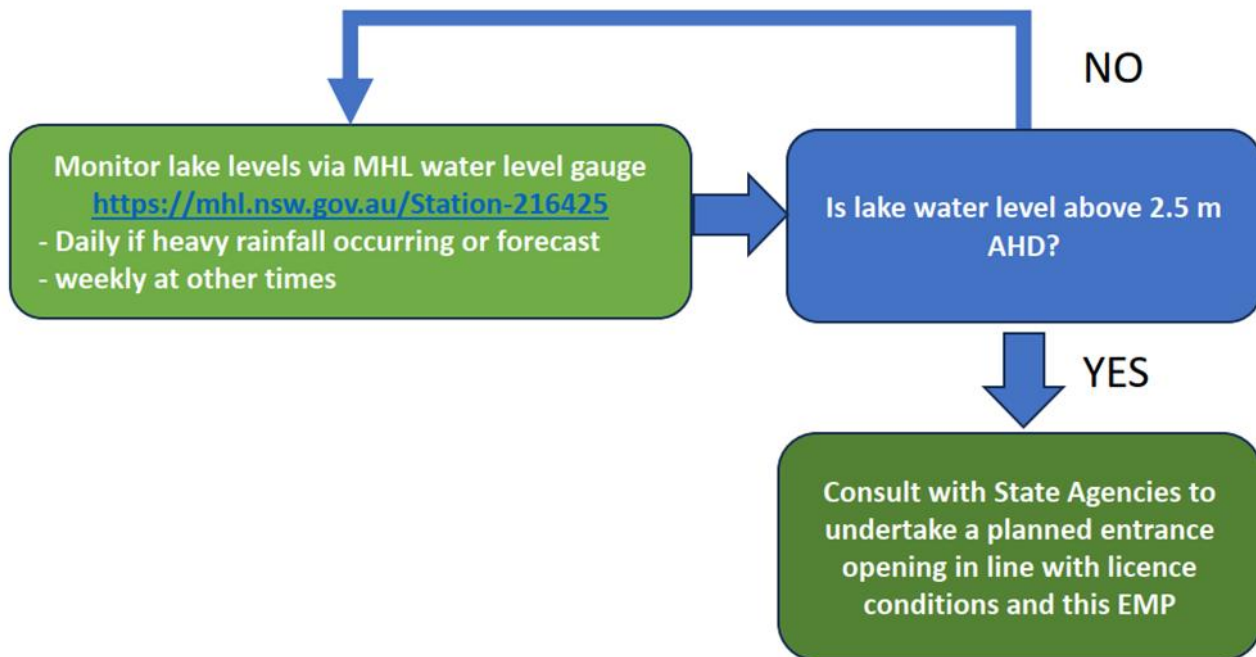 NO
Monitor lake levels via MHL water level gauge
https://mhl.nsw.gov.au/Station-216425
- Daily if heavy rainfall occurring or forecast
- weekly at other times
Is lake water level above 2.5 m
AHD?
YES
Consult with State Agencies to
undertake a planned entrance
opening in line with licence
conditions and this EMP